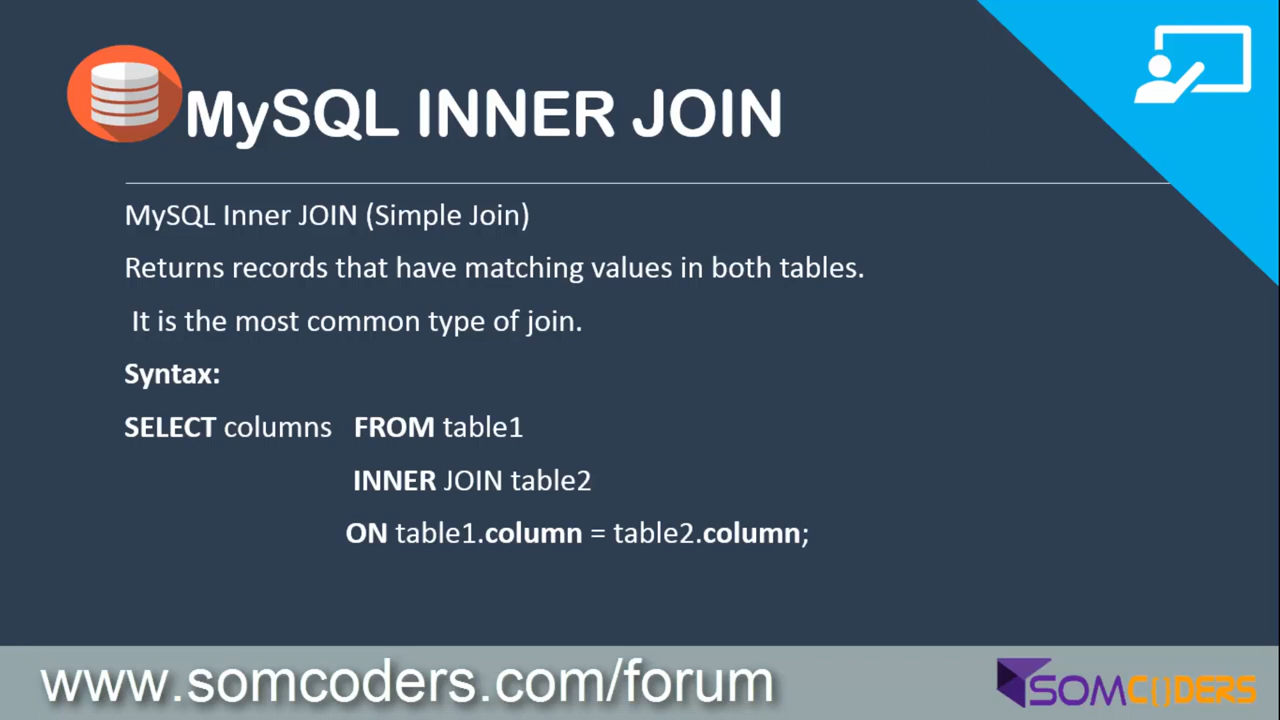 MySQL INNER JOIN
MySQL Inner JOIN (Simple Join)
Returns records that have matching values in both tables.
It is the most common type of join.
Syntax:
SELECT columns FROM table1
INNER JOIN table2
ON table1.column = table2.column;
www.somcoders.com/forum
SOMC()DERS